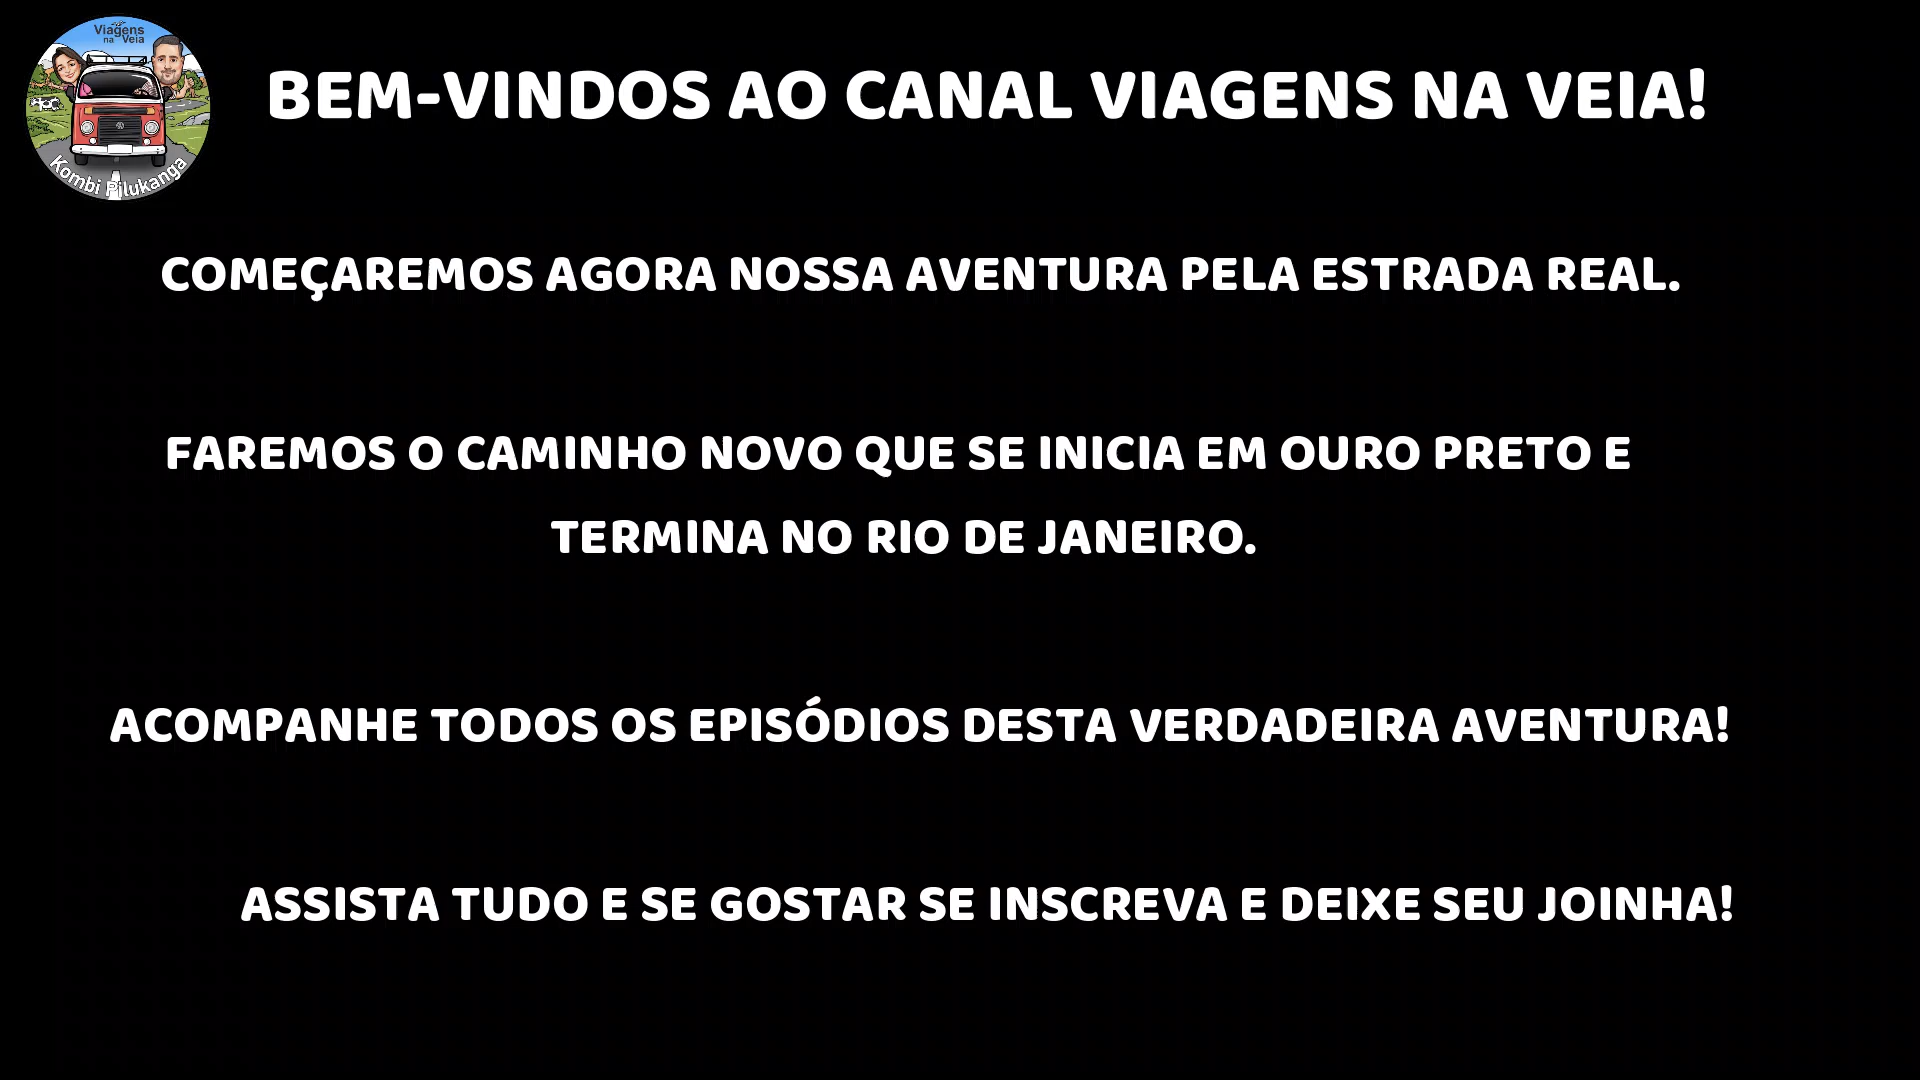 Viagens
na Veia
Kombi Pilukanga
BEM-VINDOS AO CANAL VIAGENS NA VEIA!
COMEÇAREMOS AGORA NOSSA AVENTURA PELA ESTRADA REAL.
FAREMOS O CAMINHO NOVO QUE SE INICIA EM OURO PRETO E
TERMINA NO RIO DE JANEIRO.
ACOMPANHE TODOS OS EPISÓDIOS DESTA VERDADEIRA AVENTURA!
ASSISTA TUDO E SE GOSTAR SE INSCREVA E DEIXE SEU JOINHA!